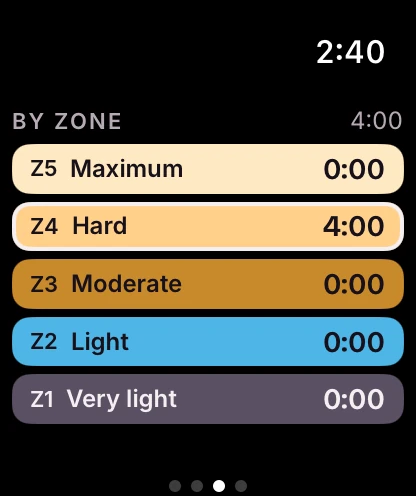 2:40
BY ZONE 4:00
Z5 Maximum 0:00
Z4 Hard 4:00
Z3 Moderate 0:00
Z2 Light 0:00
Z1 Very light 0:00